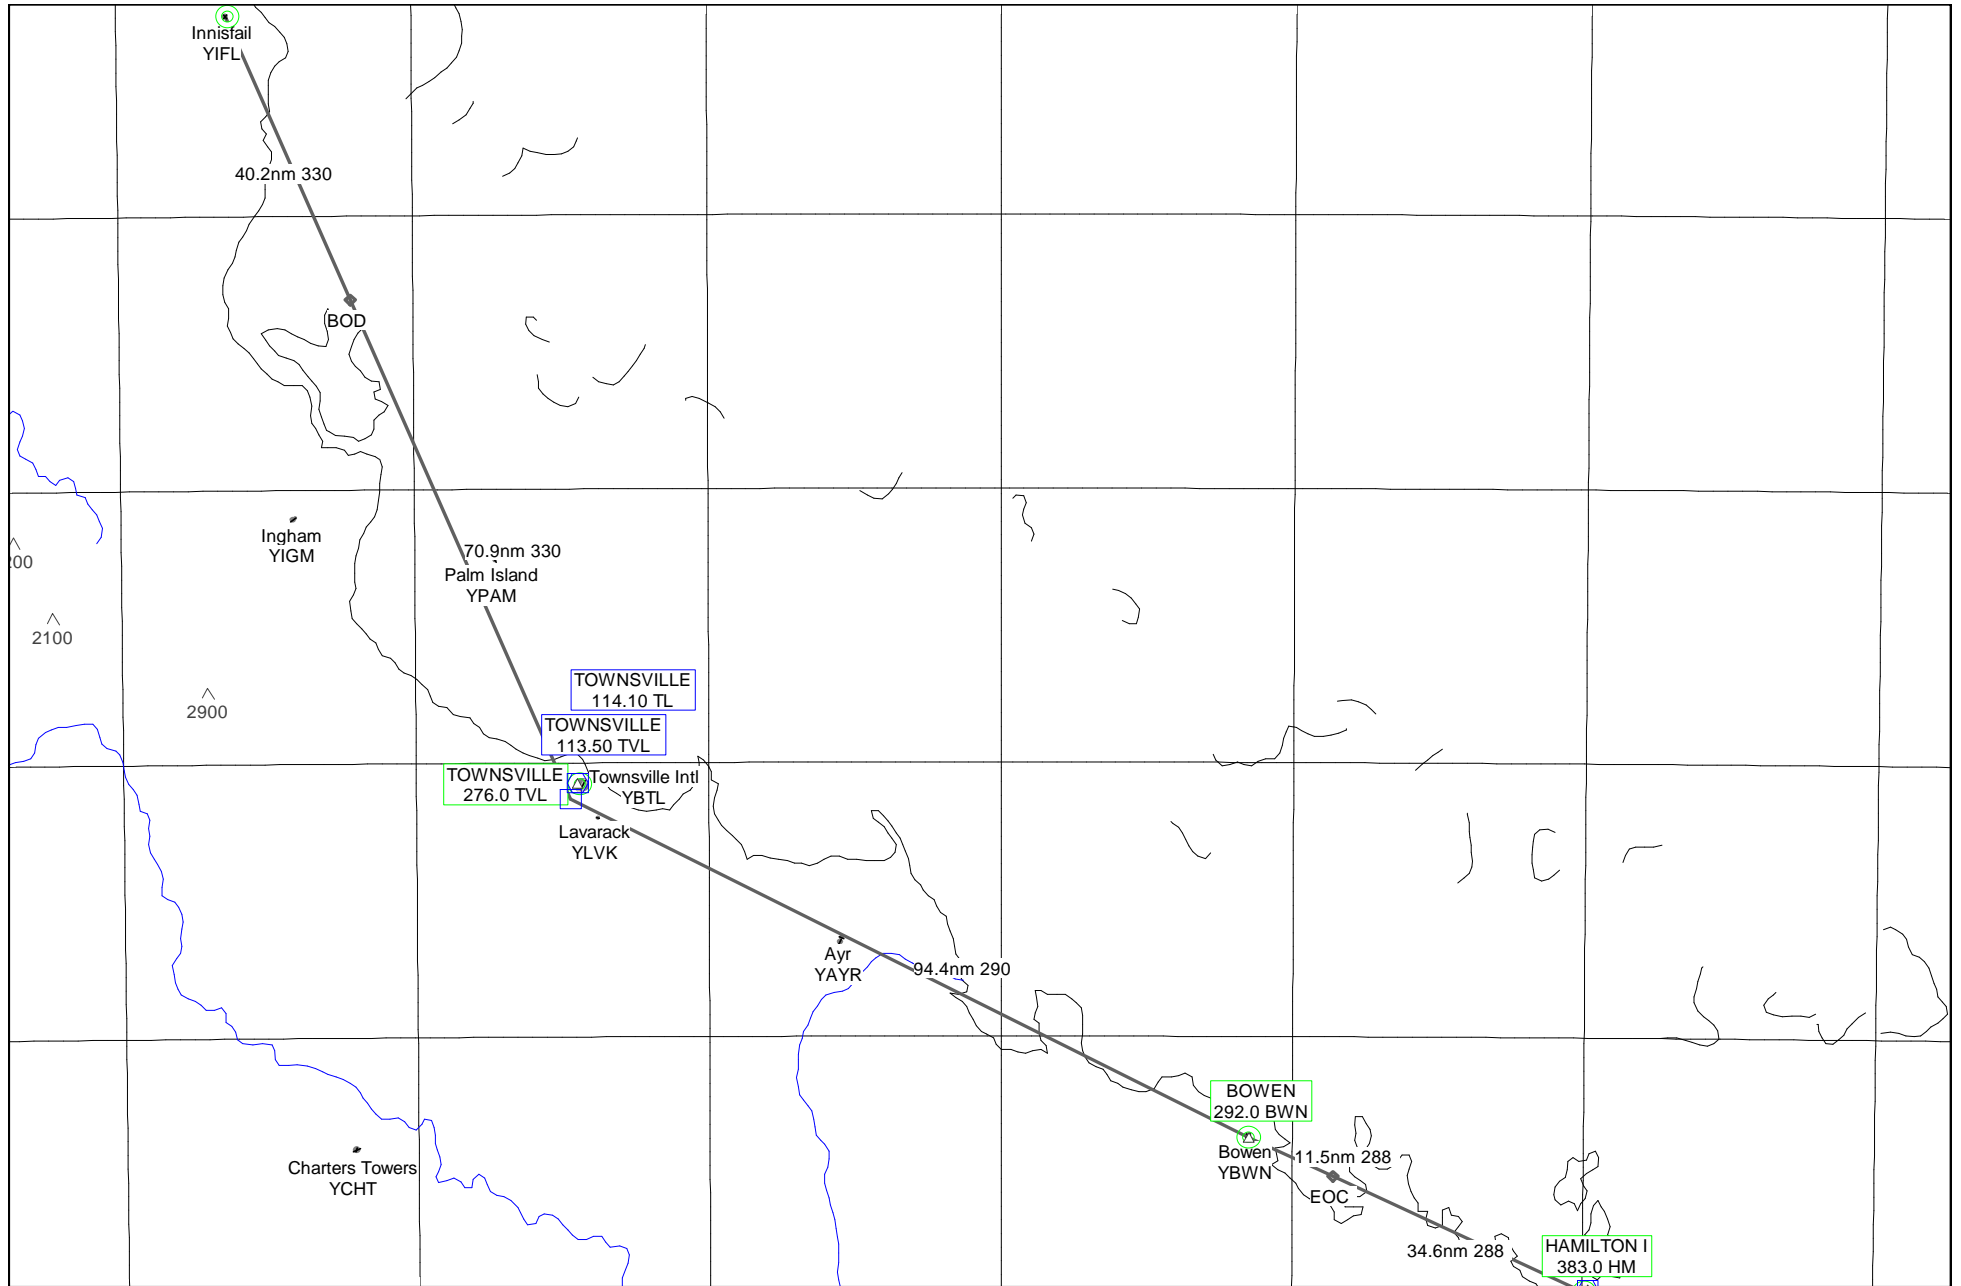 Innisfail
YIFL
40.2nm 330
BOD
Ingham
YIGM
70.9nm 330
Palm Island
YPAM
2100
2900
TOWNSVILLE
114.10 TL
TOWNSVILLE
113.50 TVL
TOWNSVILLE
276.0 TVL
Townsville Intl
YBTL
Lavarack
YLVK
Ayr
YAYR
94.4nm 290
BOWEN
292.0 BWN
Bowen
YBWN
11.5nm 288
EOC
Charters Towers
YCHT
34.6nm 288
HAMILTON I
383.0 HM